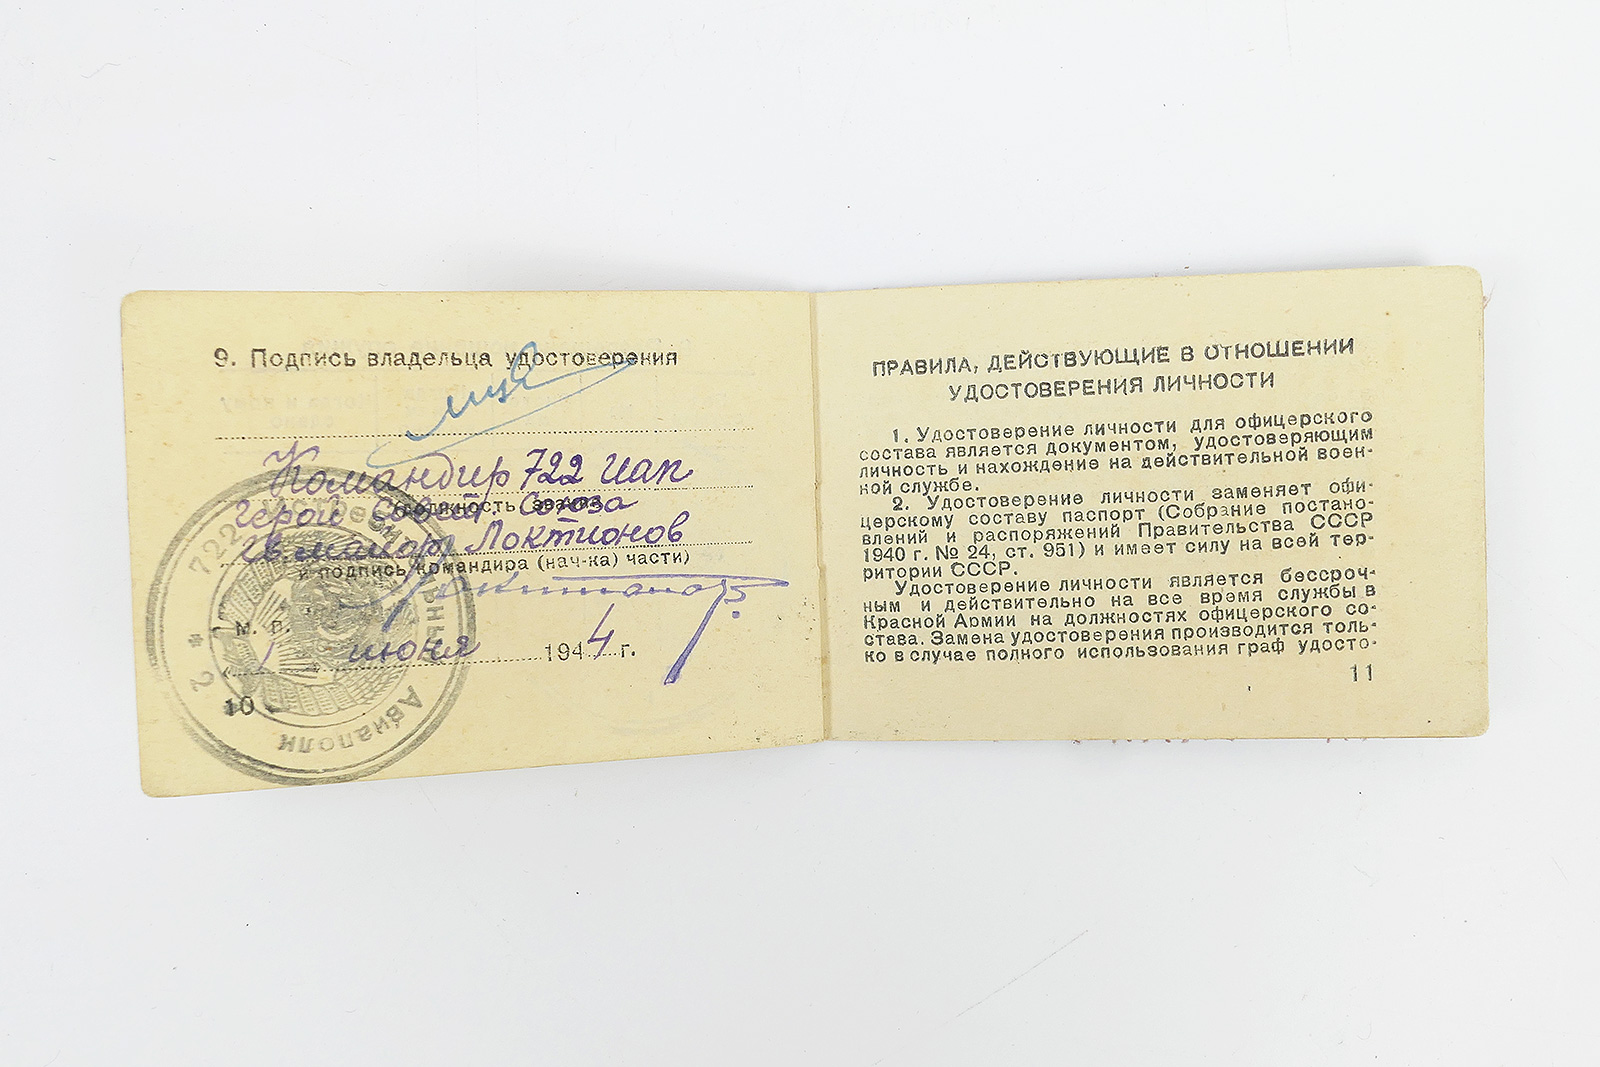 9. Подпись владельца удостоверения
Командир 722 иап
(должность, звание
Герой Совет. Союза
гв. майор Локтионов
и подпись командира (нач-ка) части)
М. П.
июня 1944 г.
10
722 Истребительный
Авиаполк
* 2
ПРАВИЛА, ДЕЙСТВУЮЩИЕ В ОТНОШЕНИИ
УДОСТОВЕРЕНИЯ ЛИЧНОСТИ
1. Удостоверение личности для офицерского
состава является документом, удостоверяющим
личность и нахождение на действительной воен-
ной службе.
2. Удостоверение личности заменяет офи-
церскому составу паспорт (Собрание постано-
влений и распоряжений Правительства СССР
1940 г. № 24, ст. 951) и имеет силу на всей тер-
ритории СССР.
Удостоверение личности является бессроч-
ным и действительно на все время службы в
Красной Армии на должностях офицерского со-
става. Замена удостоверения производится толь-
ко в случае полного использования граф удосто-
11